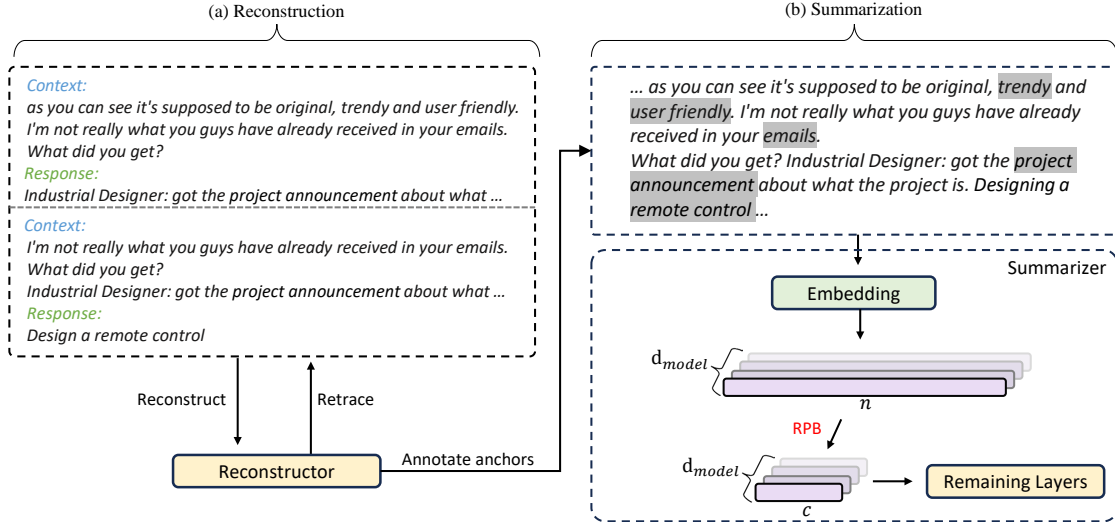 (a) Reconstruction
Context:
as you can see it's supposed to be original, trendy and user friendly.
I'm not really what you guys have already received in your emails.
What did you get?
Response:
Industrial Designer: got the project announcement about what ...
Context:
I'm not really what you guys have already received in your emails.
What did you get?
Industrial Designer: got the project announcement about what ...
Response:
Design a remote control
Reconstruct
Retrace
Reconstructor
Annotate anchors
(b) Summarization
... as you can see it's supposed to be original, trendy and
user friendly. I'm not really what you guys have already
received in your emails.
What did you get? Industrial Designer: got the project
announcement about what the project is. Designing a
remote control ...
Summarizer
Embedding
d_model
n
RPB
d_model
c
Remaining Layers